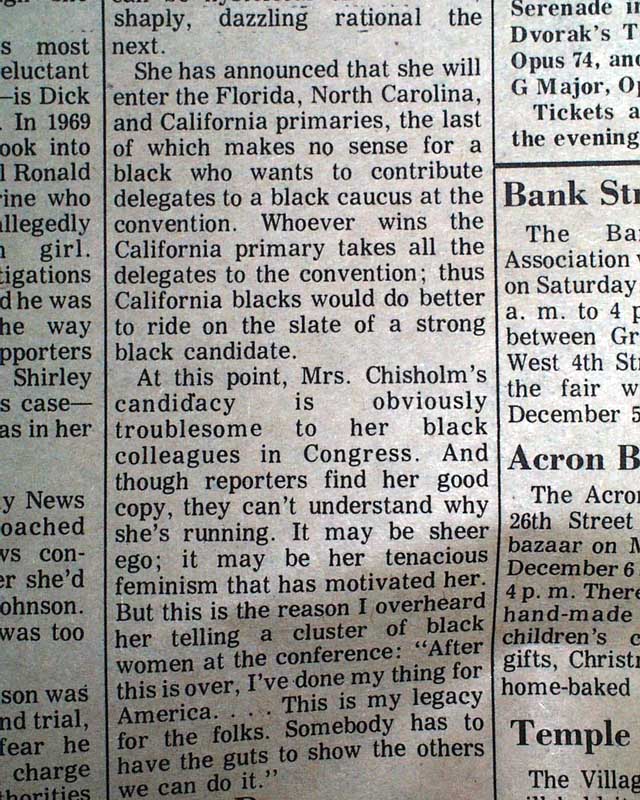 s most
eluctant
—is Dick
. In 1969
ook into
l Ronald
rine who
allegedly
n girl.
tigations
d he was
he way
pporters
Shirley
s case—
as in her
y News
oached
ws con-
er she'd
ohnson.
was too
son was
nd trial,
fear he
charge
thorities
shaply, dazzling rational the
next.
She has announced that she will
enter the Florida, North Carolina,
and California primaries, the last
of which makes no sense for a
black who wants to contribute
delegates to a black caucus at the
convention. Whoever wins the
California primary takes all the
delegates to the convention; thus
California blacks would do better
to ride on the slate of a strong
black candidate.
At this point, Mrs. Chisholm's
candidacy is obviously
troublesome to her black
colleagues in Congress. And
though reporters find her good
copy, they can't understand why
she's running. It may be sheer
ego; it may be her tenacious
feminism that has motivated her.
But this is the reason I overheard
her telling a cluster of black
women at the conference: "After
this is over, I've done my thing for
America. . . . This is my legacy
for the folks. Somebody has to
have the guts to show the others
we can do it."
Serenade in
Dvorak's T
Opus 74, and
G Major, Op
Tickets a
the evening
Bank Str
The Ba
Association w
on Saturday
a. m. to 4 p
between Gr
West 4th Str
the fair w
December 5
Acron B
The Acron
26th Street
bazaar on M
December 6
4 p. m. There
hand-made
children's c
gifts, Christm
home-baked
Temple
The Villag